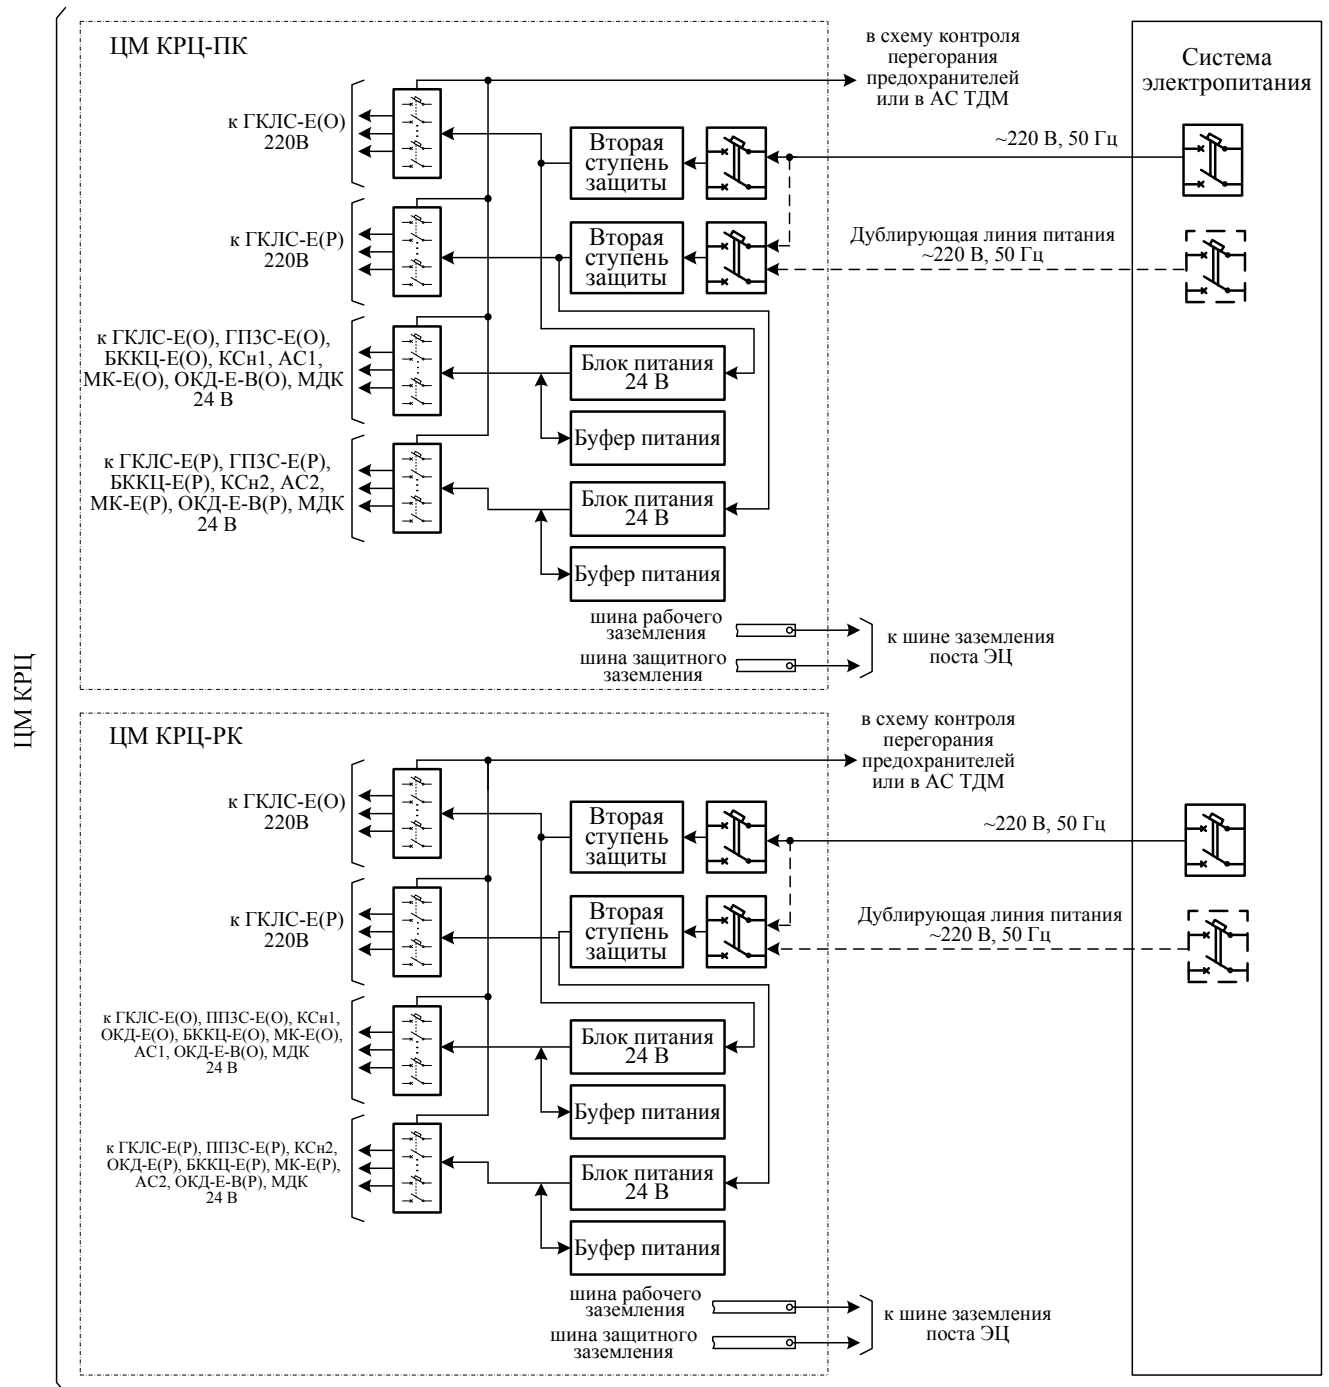 ЦМ КРЦ
ЦМ КРЦ-ПК
в схему контроля
перегорания
предохранителей
или в АС ТДМ
Система
электропитания
к ГКЛС-Е(О)
220В
Вторая
ступень
защиты
~220 В, 50 Гц
к ГКЛС-Е(Р)
220В
Вторая
ступень
защиты
Дублирующая линия питания
~220 В, 50 Гц
к ГКЛС-Е(О), ГП3С-Е(О),
БККЦ-Е(О), КСн1, АС1,
МК-Е(О), ОКД-Е-В(О), МДК
24 В
Блок питания
24 В
Буфер питания
к ГКЛС-Е(Р), ГП3С-Е(Р),
БККЦ-Е(Р), КСн2, АС2,
МК-Е(Р), ОКД-Е-В(Р), МДК
24 В
Блок питания
24 В
Буфер питания
шина рабочего
заземления
шина защитного
заземления
к шине заземления
поста ЭЦ
ЦМ КРЦ-РК
в схему контроля
перегорания
предохранителей
или в АС ТДМ
к ГКЛС-Е(О)
220В
Вторая
ступень
защиты
~220 В, 50 Гц
к ГКЛС-Е(Р)
220В
Вторая
ступень
защиты
Дублирующая линия питания
~220 В, 50 Гц
к ГКЛС-Е(О), ПП3С-Е(О), КСн1,
ОКД-Е(О), БККЦ-Е(О), МК-Е(О),
АС1, ОКД-Е-В(О), МДК
24 В
Блок питания
24 В
Буфер питания
к ГКЛС-Е(Р), ПП3С-Е(Р), КСн2,
ОКД-Е(Р), БККЦ-Е(Р), МК-Е(Р),
АС2, ОКД-Е-В(Р), МДК
24 В
Блок питания
24 В
Буфер питания
шина рабочего
заземления
шина защитного
заземления
к шине заземления
поста ЭЦ